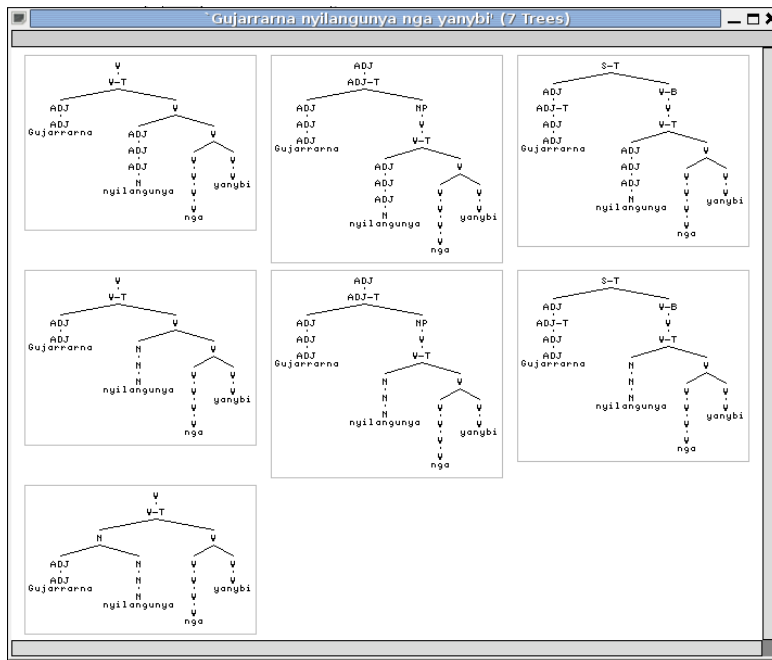 `Gujarrarna nyilangunya nga yanybi' (7 Trees)
V
V-T
ADJ V
ADJ
Gujarrarna ADJ V
ADJ
ADJ V V
N V V
nyilangunya V yanybi
V
nga
ADJ
ADJ-T
ADJ NP
ADJ V
ADJ
Gujarrarna V-T
ADJ V
ADJ
ADJ V V
ADJ V V
N V yanybi
nyilangunya V
nga
S-T
ADJ V-B
ADJ-T V
ADJ V-T
ADJ
Gujarrarna ADJ V
ADJ
ADJ V V
ADJ V V
N V yanybi
nyilangunya V
nga
V
V-T
ADJ V
ADJ
Gujarrarna N V
N V V
N V V
nyilangunya V yanybi
V
nga
ADJ
ADJ-T
ADJ NP
ADJ V
ADJ V-T
Gujarrarna
N V
N V V
N V V
nyilangunya V yanybi
V
nga
S-T
ADJ V-B
ADJ-T V
ADJ V-T
ADJ
Gujarrarna N V
N V V
N V V
nyilangunya V yanybi
V
nga
V
V-T
N V
ADJ N V V
ADJ N V V
Gujarrarna N V yanybi
nyilangunya V
nga